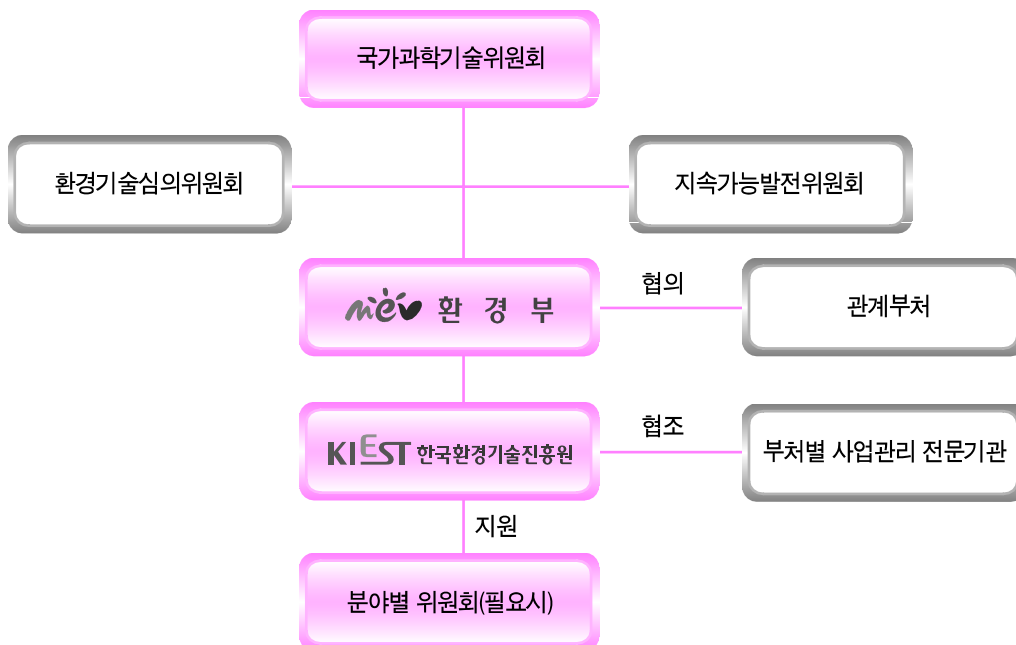 국가과학기술위원회
환경기술심의위원회
지속가능발전위원회
mev 환 경 부
협의
관계부처
KIEST 한국환경기술진흥원
협조
부처별 사업관리 전문기관
지원
분야별 위원회(필요시)